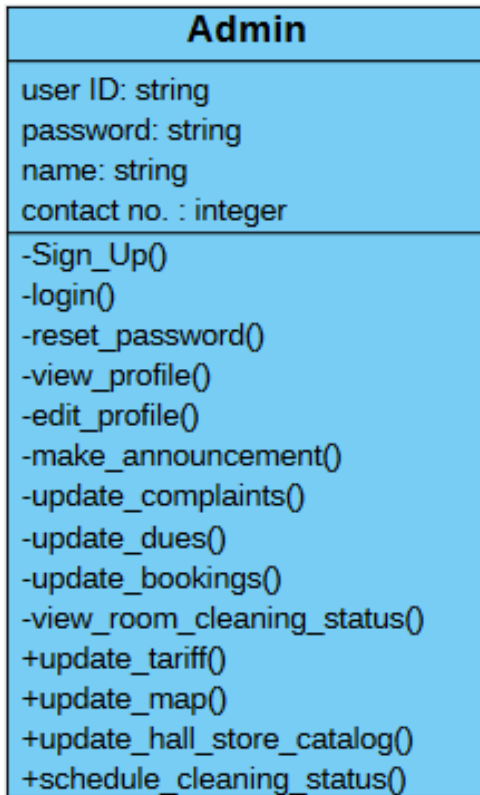 Admin
user ID: string
password: string
name: string
contact no. : integer
-Sign_Up()
-login()
-reset_password()
-view_profile()
-edit_profile()
-make_announcement()
-update_complaints()
-update_dues()
-update_bookings()
-view_room_cleaning_status()
+update_tariff()
+update_map()
+update_hall_store_catalog()
+schedule_cleaning_status()